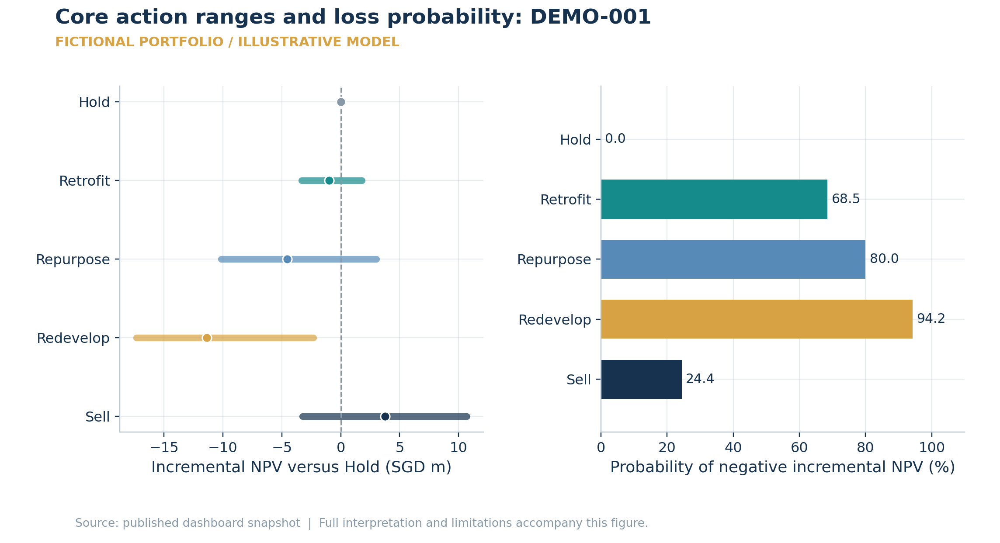 Core action ranges and loss probability: DEMO-001
FICTIONAL PORTFOLIO / ILLUSTRATIVE MODEL
Hold
Retrofit
Repurpose
Redevelop
Sell
−15 −10 −5 0 5 10
Incremental NPV versus Hold (SGD m)
Hold 0.0
Retrofit 68.5
Repurpose 80.0
Redevelop 94.2
Sell 24.4
0 20 40 60 80 100
Probability of negative incremental NPV (%)
Source: published dashboard snapshot | Full interpretation and limitations accompany this figure.